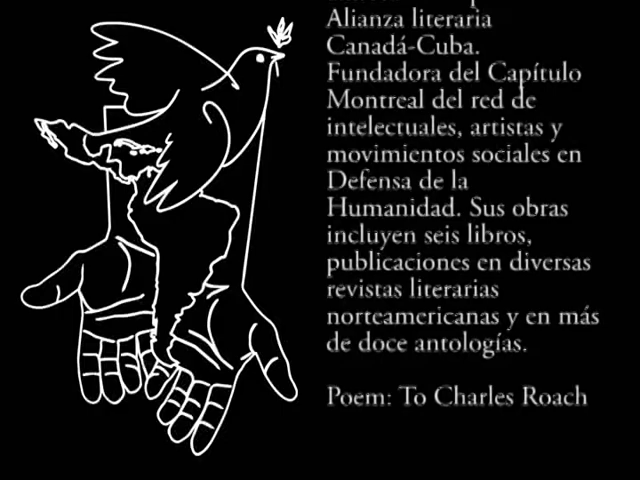 Alianza literaria
Canadá-Cuba.
Fundadora del Capítulo
Montreal del red de
intelectuales, artistas y
movimientos sociales en
Defensa de la
Humanidad. Sus obras
incluyen seis libros,
publicaciones en diversas
revistas literarias
norteamericanas y en más
de doce antologías.
Poem: To Charles Roach